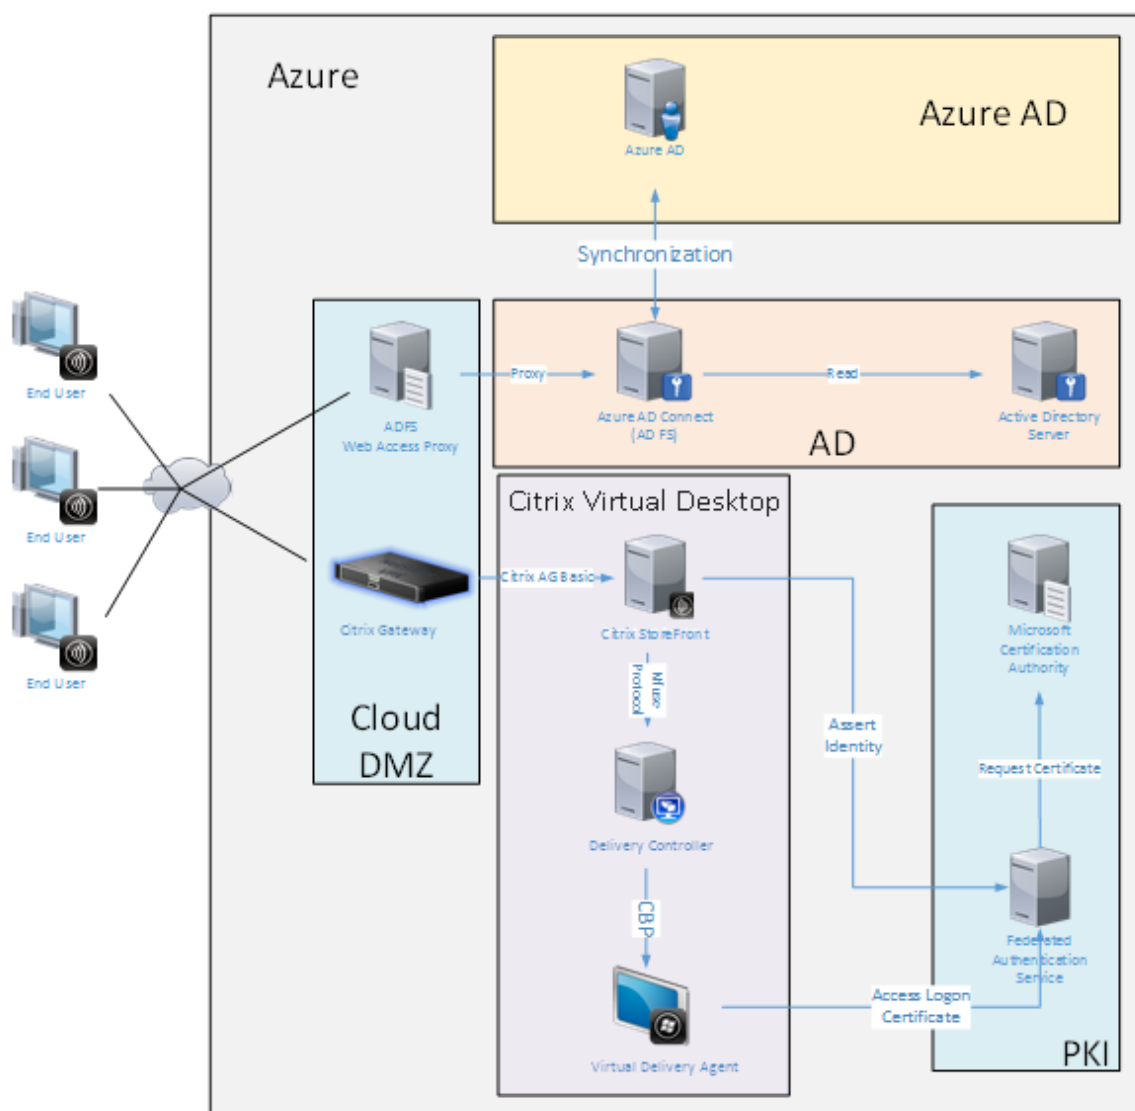 Azure
Azure AD
Azure AD
Synchronization
End User
End User
End User
ADFS
Web Access Proxy
Proxy
Azure AD Connect
(AD FS)
Read
Active Directory
Server
AD
Citrix Gateway
Cloud
DMZ
Citrix Virtual Desktop
Citrix AG Basic
Citrix StoreFront
Nfuse
Protocol
Delivery Controller
CBP
Virtual Delivery Agent
Assert
Identity
Access Logon
Certificate
Microsoft
Certification
Authority
Request Certificate
Federated
Authentication
Service
PKI